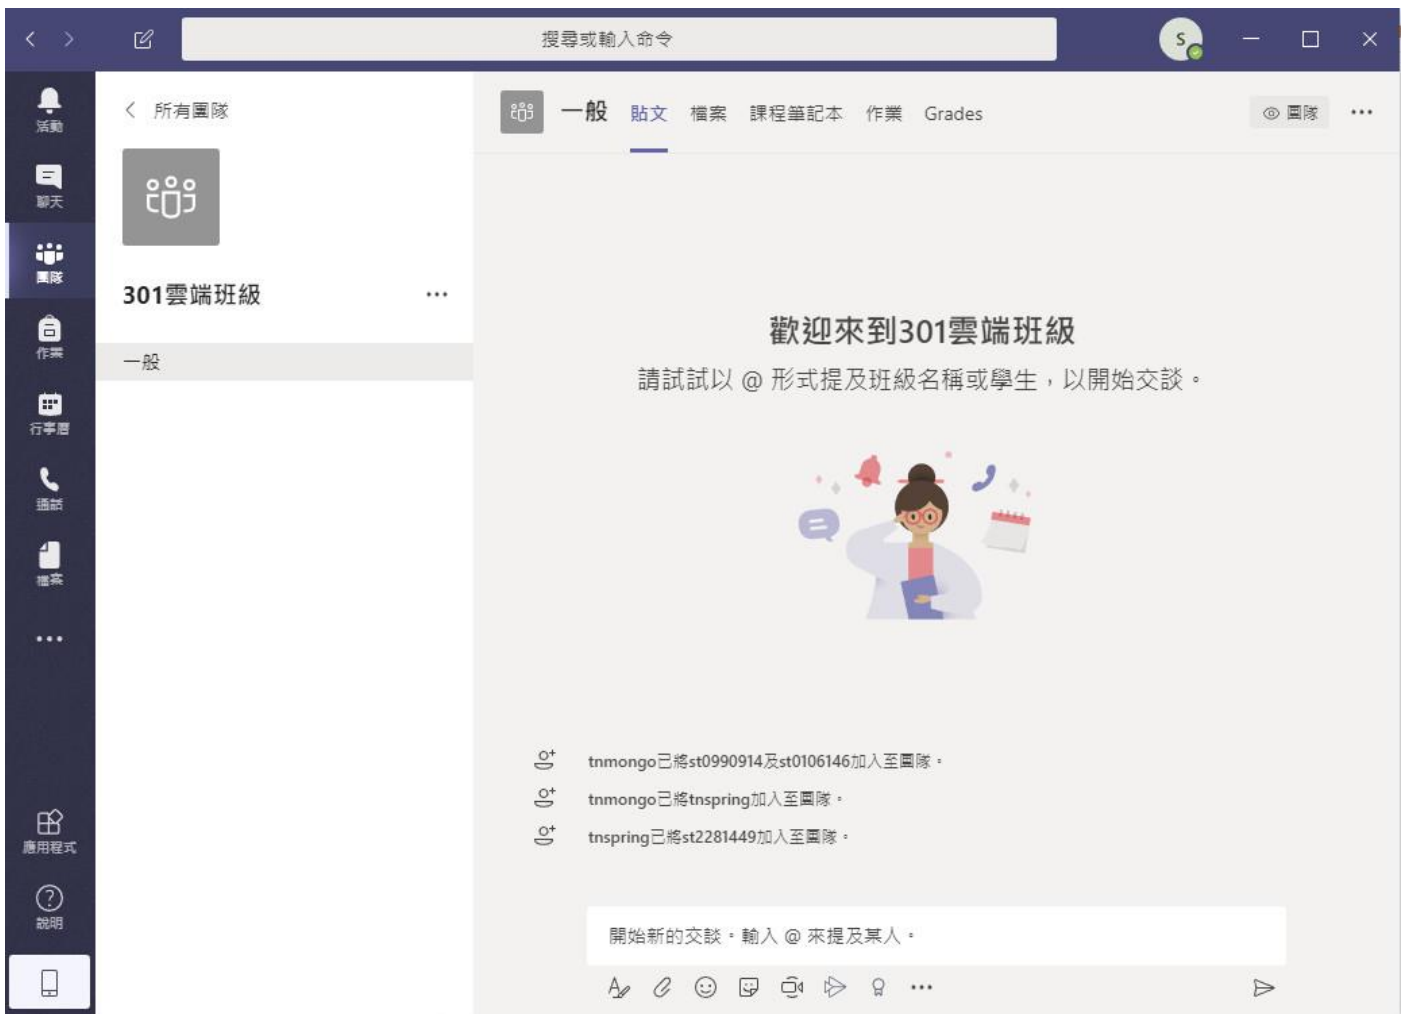 搜尋或輸入命令
S
活動
聊天
團隊
作業
行事曆
通話
檔案
應用程式
說明
所有團隊
301雲端班級
一般
一般 貼文 檔案 課程筆記本 作業 Grades
團隊
歡迎來到301雲端班級
請試試以 @ 形式提及班級名稱或學生，以開始交談。
tnmongo已將st0990914及st0106146加入至團隊。
tnmongo已將tnspring加入至團隊。
tnspring已將st2281449加入至團隊。
開始新的交談。輸入 @ 來提及某人。